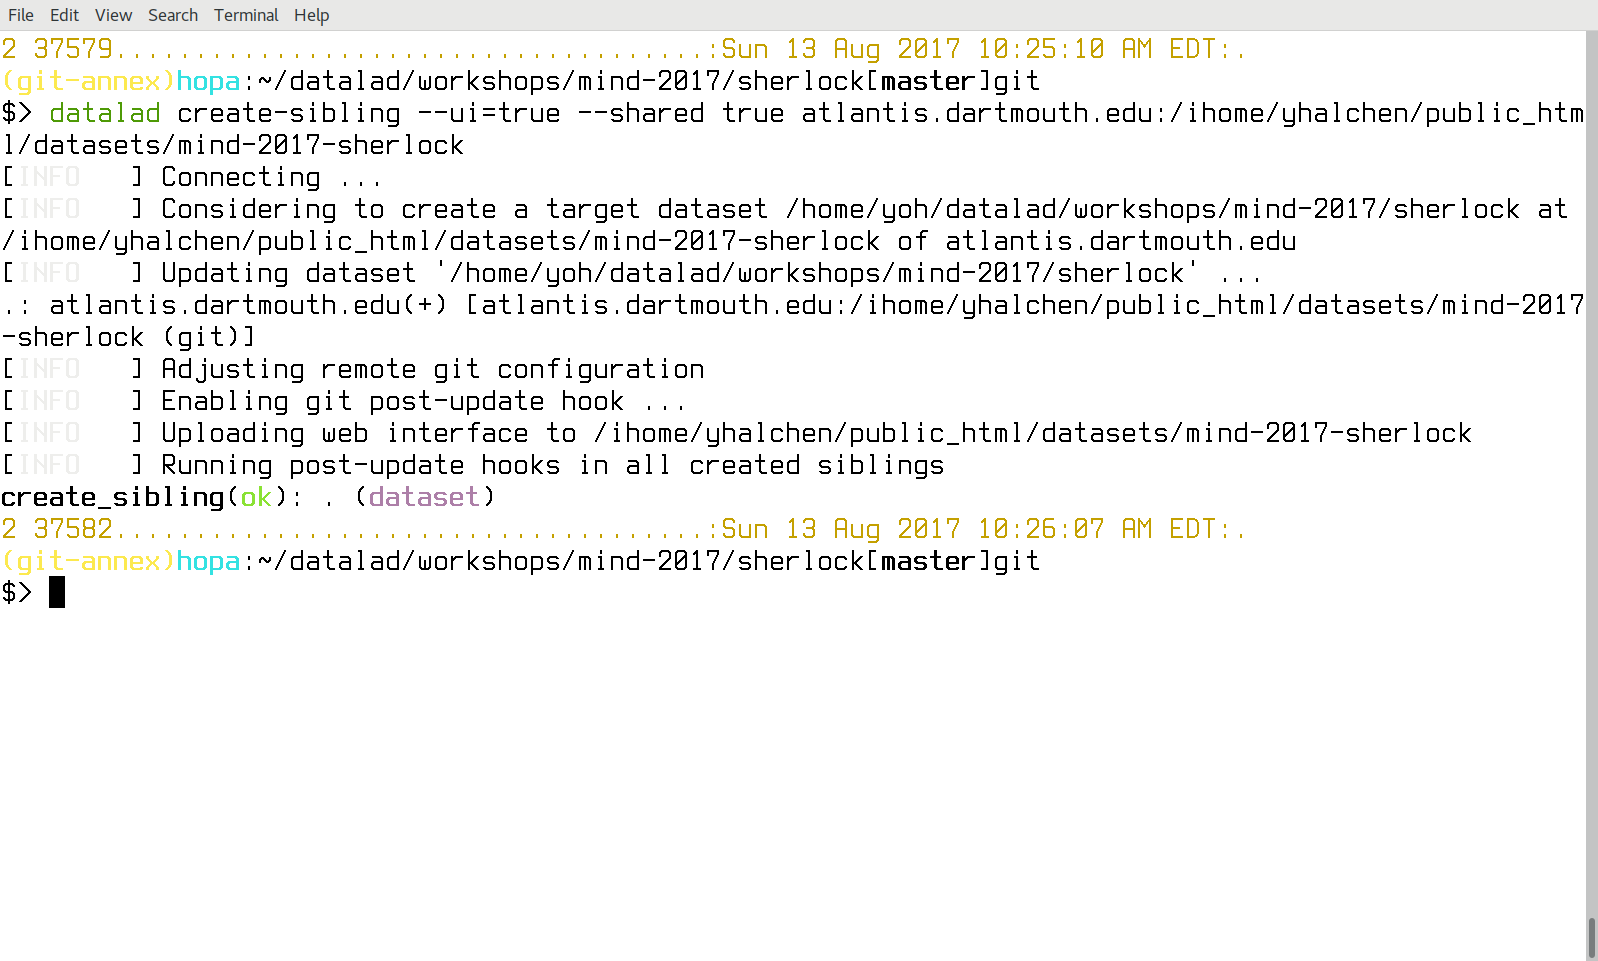 File Edit View Search Terminal Help
2 37579.....................................:Sun 13 Aug 2017 10:25:10 AM EDT:.
(git-annex)hopa:~/datalad/workshops/mind-2017/sherlock[master]git
$> datalad create-sibling --ui=true --shared true atlantis.dartmouth.edu:/ihome/yhalchen/public_htm
l/datasets/mind-2017-sherlock
[INFO   ] Connecting ...
[INFO   ] Considering to create a target dataset /home/yoh/datalad/workshops/mind-2017/sherlock at
/ihome/yhalchen/public_html/datasets/mind-2017-sherlock of atlantis.dartmouth.edu
[INFO   ] Updating dataset '/home/yoh/datalad/workshops/mind-2017/sherlock' ...
.: atlantis.dartmouth.edu(+) [atlantis.dartmouth.edu:/ihome/yhalchen/public_html/datasets/mind-2017
-sherlock (git)]
[INFO   ] Adjusting remote git configuration
[INFO   ] Enabling git post-update hook ...
[INFO   ] Uploading web interface to /ihome/yhalchen/public_html/datasets/mind-2017-sherlock
[INFO   ] Running post-update hooks in all created siblings
create_sibling(ok): . (dataset)
2 37582.....................................:Sun 13 Aug 2017 10:26:07 AM EDT:.
(git-annex)hopa:~/datalad/workshops/mind-2017/sherlock[master]git
$>